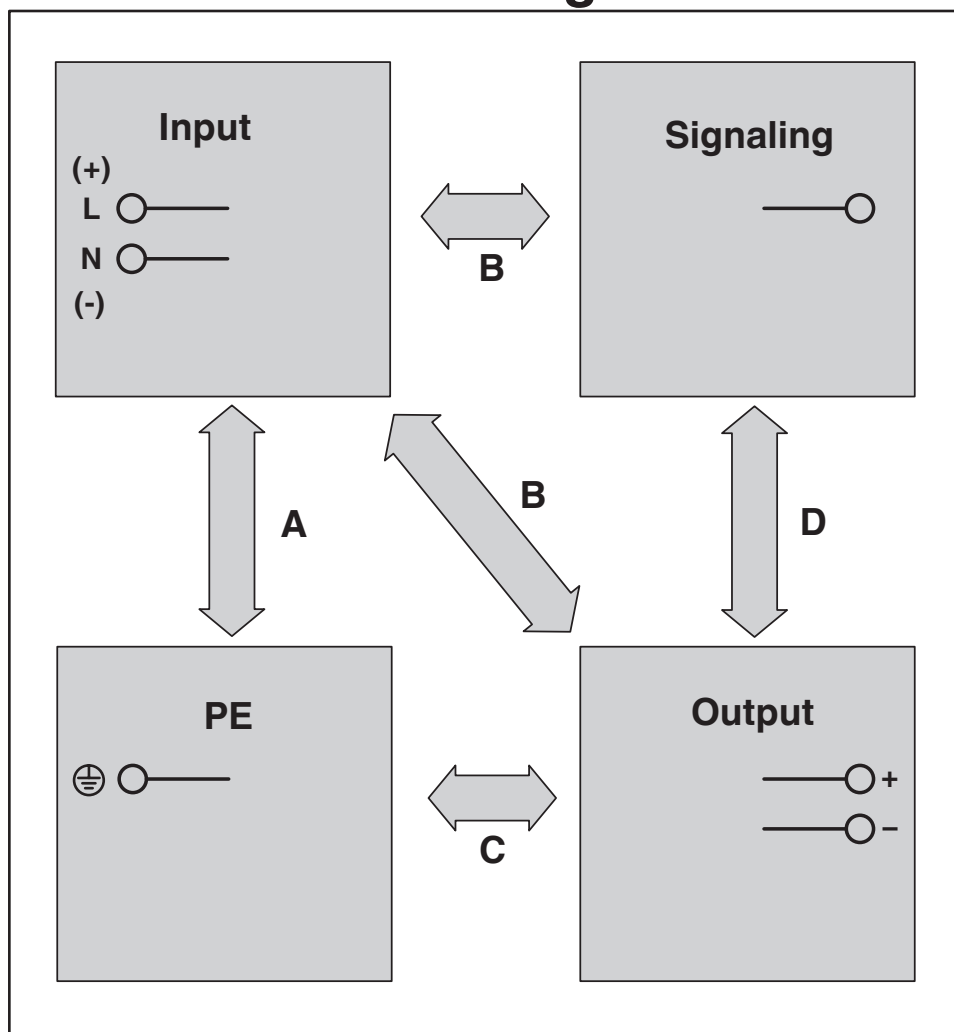 Input
(+)
L
N
(-)
Signaling
B
A
B
D
PE
Output
+
–
C